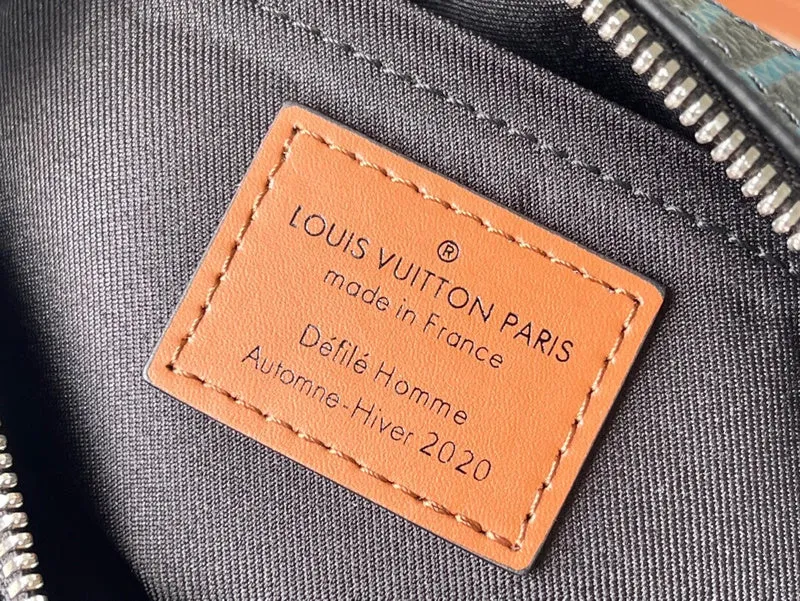 ®
LOUIS VUITTON PARIS
made in France
Défilé Homme
Automne-Hiver 2020